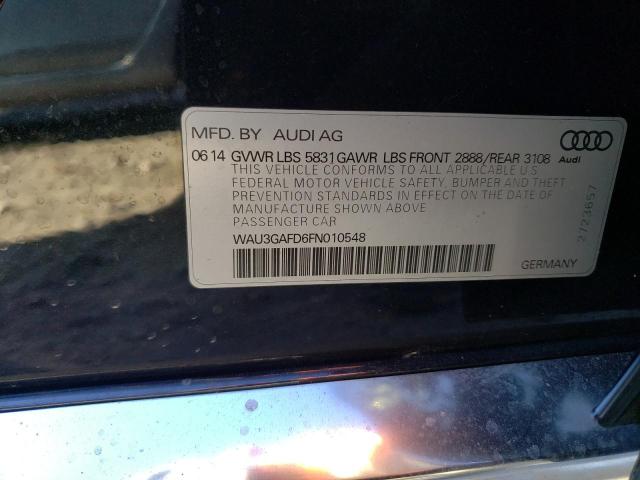 MFD. BY AUDI AG
06 14 GVWR LBS 5831 GAWR LBS FRONT 2888/REAR 3108
THIS VEHICLE CONFORMS TO ALL APPLICABLE U.S
FEDERAL MOTOR VEHICLE SAFETY, BUMPER AND THEFT
PREVENTION STANDARDS IN EFFECT ON THE DATE
OF MANUFACTURE SHOWN ABOVE
PASSENGER CAR
WAU3GAFD6FN010548
Audi
2723657
GERMANY